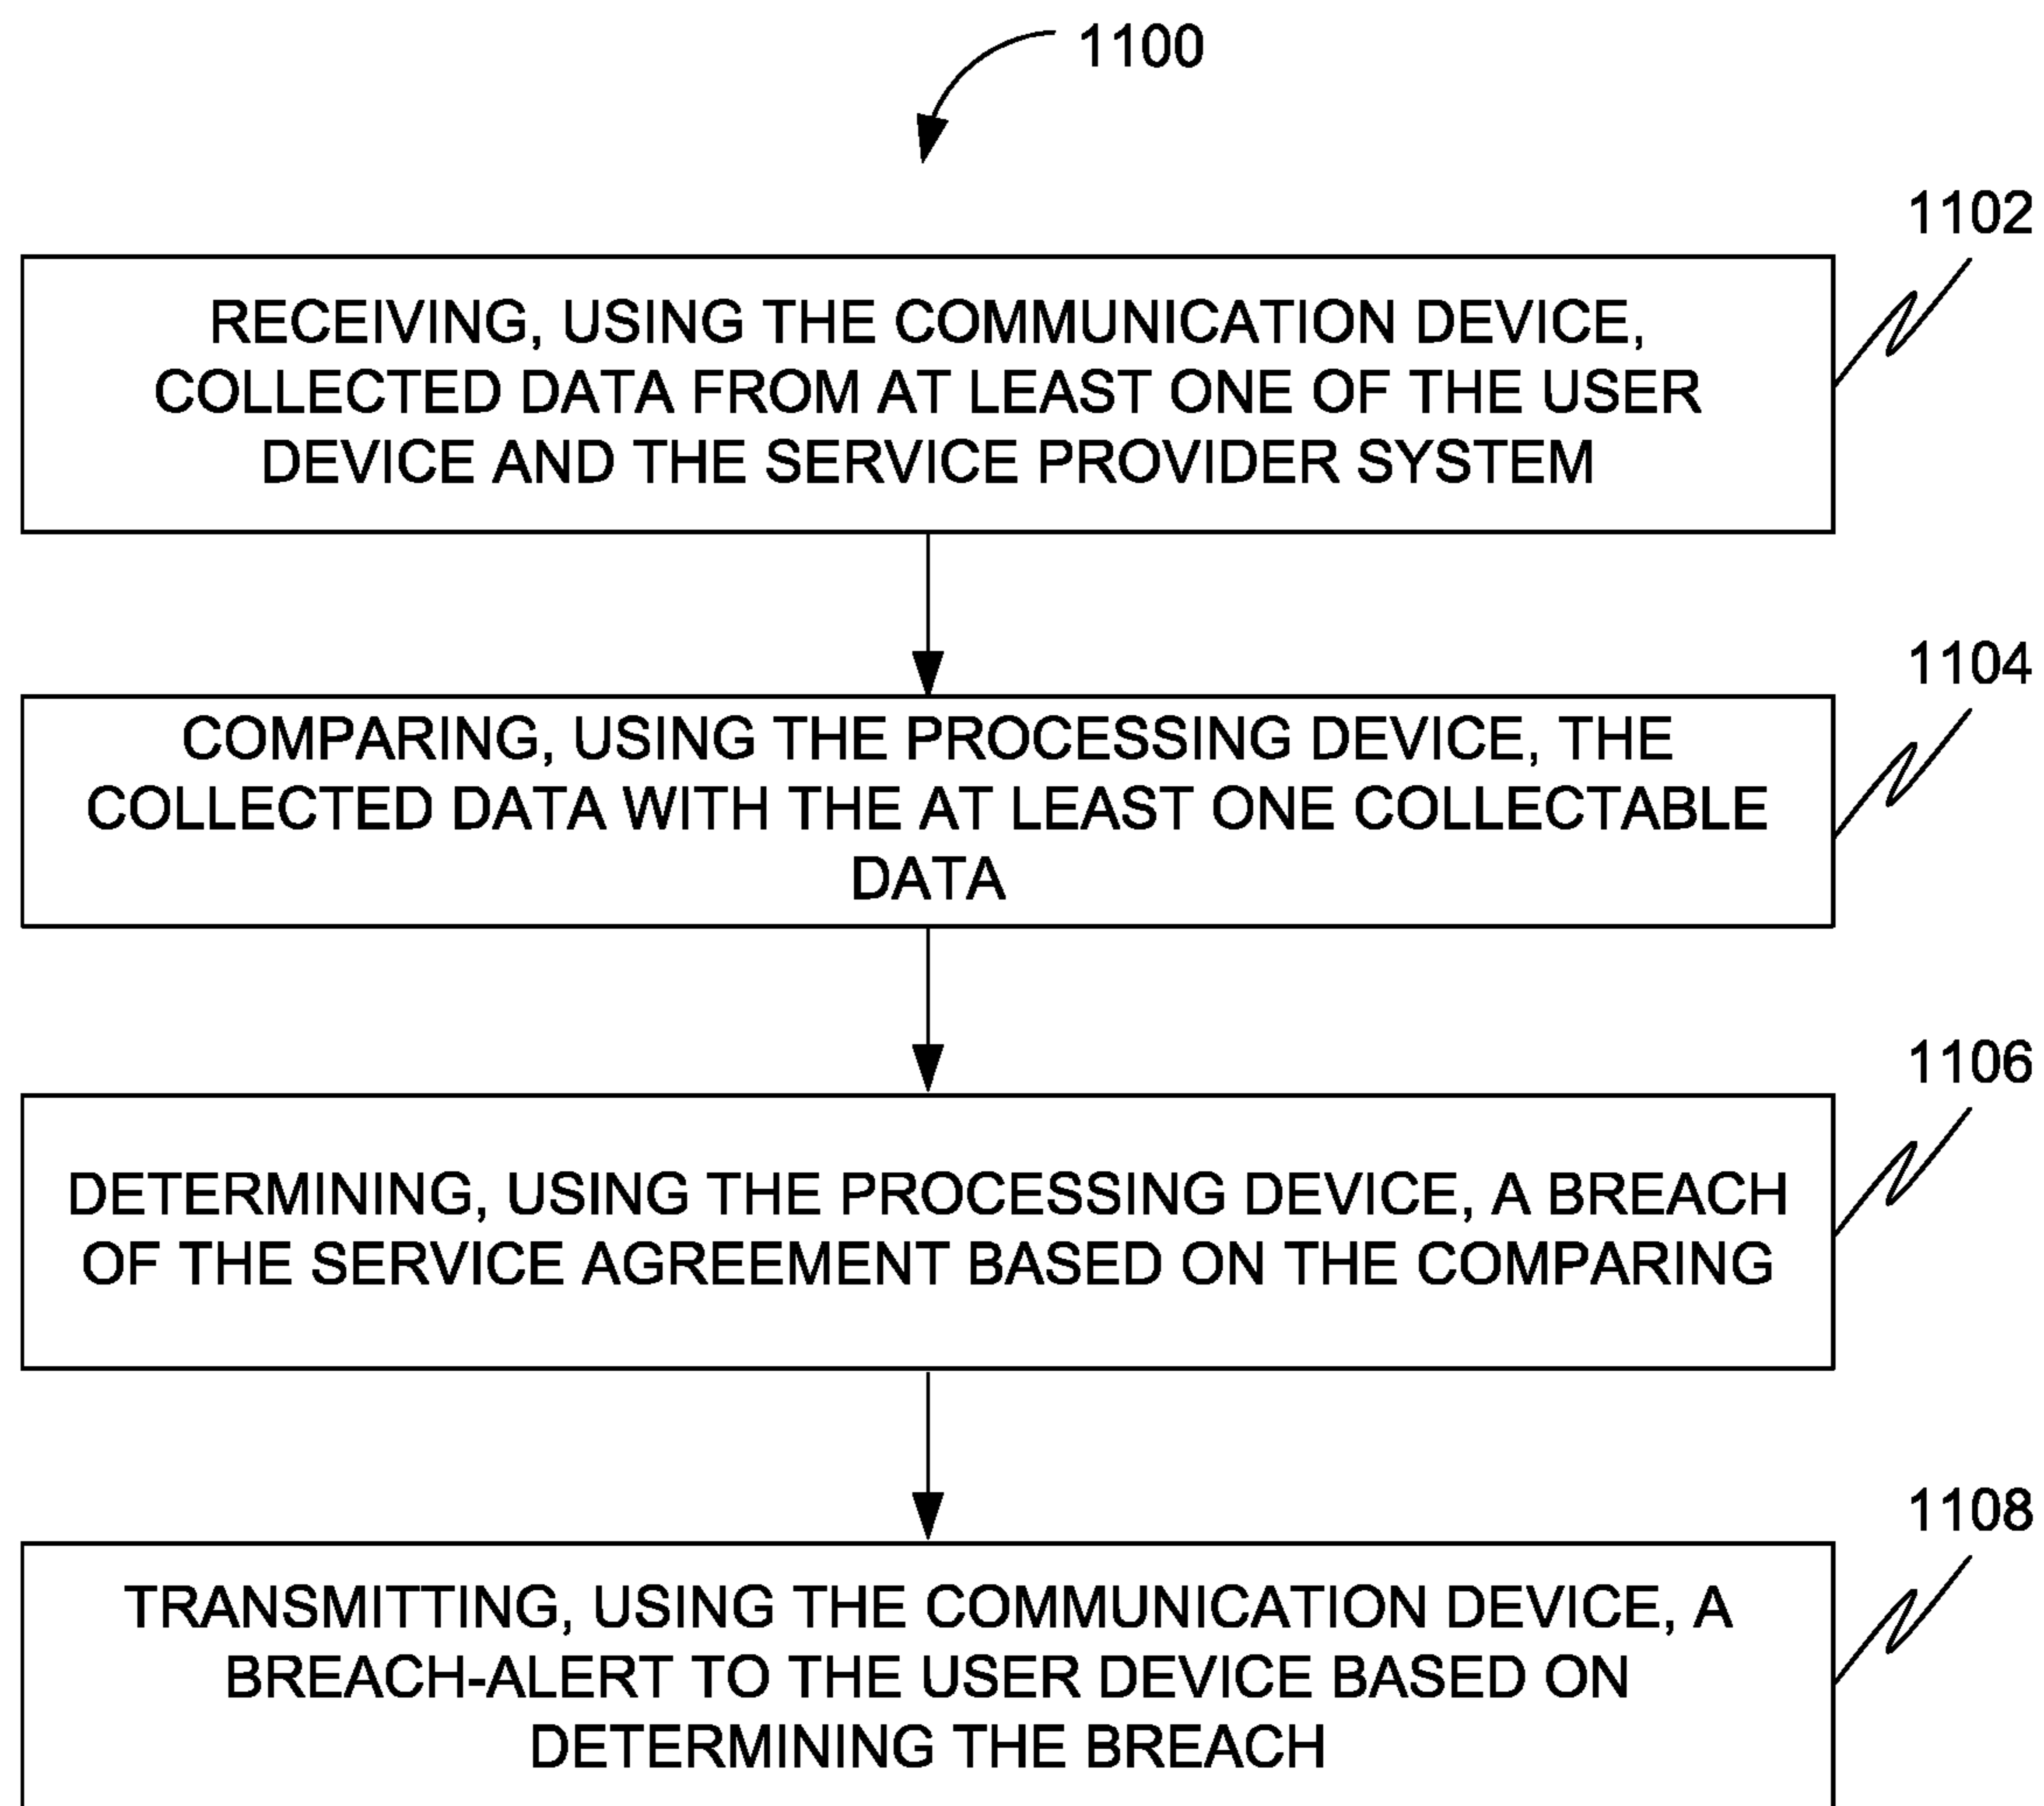 1100
1102
RECEIVING, USING THE COMMUNICATION DEVICE,
COLLECTED DATA FROM AT LEAST ONE OF THE USER
DEVICE AND THE SERVICE PROVIDER SYSTEM
1104
COMPARING, USING THE PROCESSING DEVICE, THE
COLLECTED DATA WITH THE AT LEAST ONE COLLECTABLE
DATA
1106
DETERMINING, USING THE PROCESSING DEVICE, A BREACH
OF THE SERVICE AGREEMENT BASED ON THE COMPARING
1108
TRANSMITTING, USING THE COMMUNICATION DEVICE, A
BREACH-ALERT TO THE USER DEVICE BASED ON
DETERMINING THE BREACH